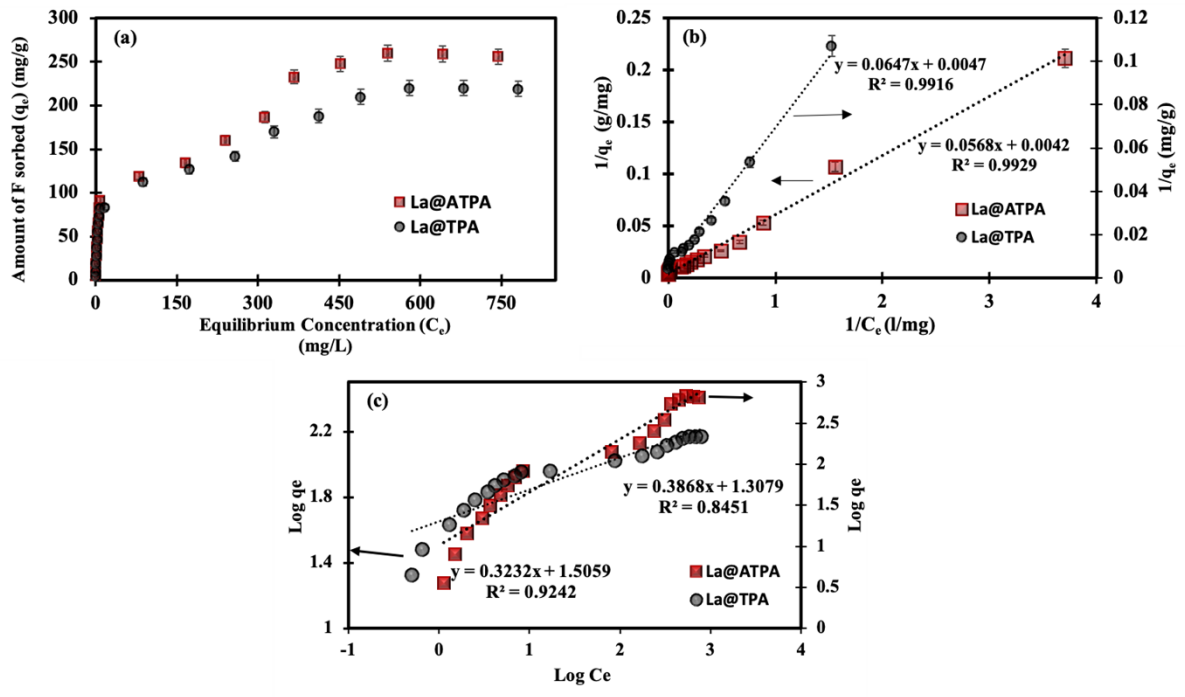 (a)
300
250
200
150
100
50
0
Amount of F sorbed (qe) (mg/g)
La@ATPA
La@TPA
0 150 300 450 600 750
Equilibrium Concentration (Ce)
(mg/L)
(b)
0.25
0.2
0.15
0.1
0.05
0
1/qe (g/mg)
y = 0.0647x + 0.0047
R² = 0.9916
y = 0.0568x + 0.0042
R² = 0.9929
La@ATPA
La@TPA
0.12
0.1
0.08
0.06
0.04
0.02
0
1/qe (mg/g)
0 1 2 3 4
1/Ce (l/mg)
(c)
2.2
1.8
1.4
1
Log qe
y = 0.3868x + 1.3079
R² = 0.8451
y = 0.3232x + 1.5059
R² = 0.9242
La@ATPA
La@TPA
3
2.5
2
1.5
1
0.5
0
Log qe
-1 0 1 2 3 4
Log Ce